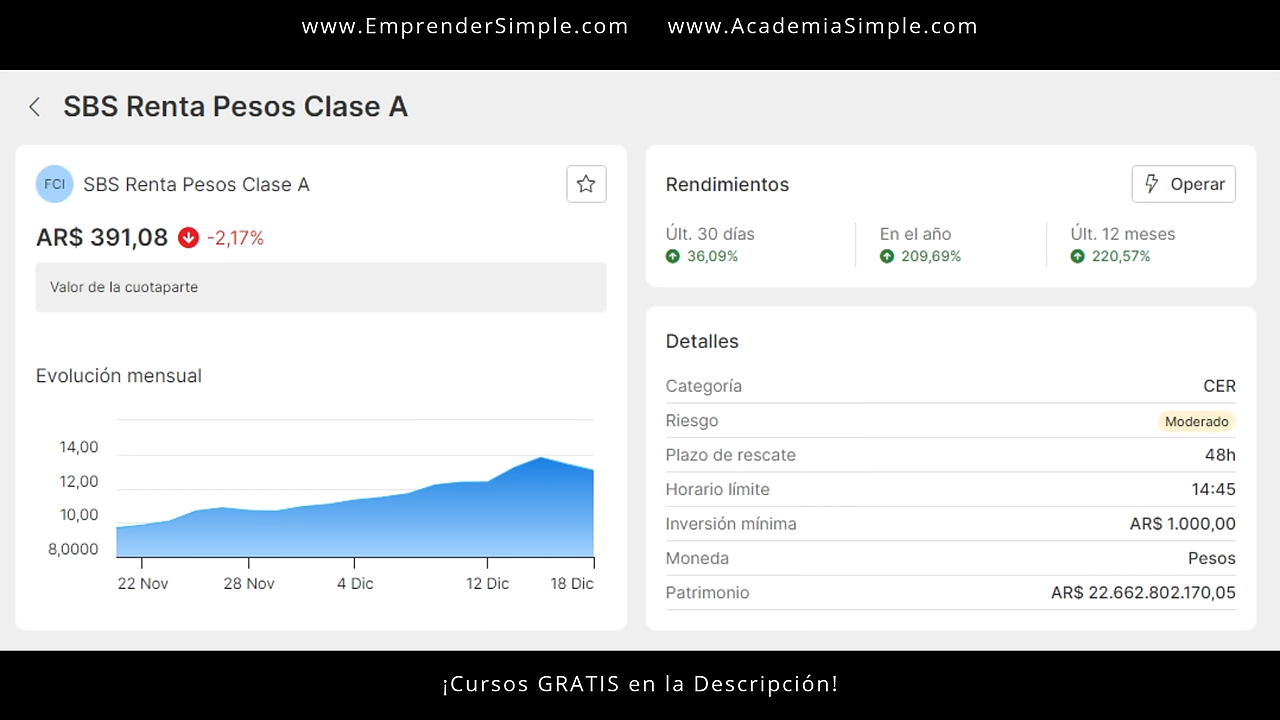 www.EmprenderSimple.com www.AcademiaSimple.com
SBS Renta Pesos Clase A
FCI SBS Renta Pesos Clase A
AR$ 391,08 -2,17%
Valor de la cuotaparte
Evolución mensual
14,00
12,00
10,00
8,0000
22 Nov 28 Nov 4 Dic 12 Dic 18 Dic
Rendimientos Operar
Últ. 30 días En el año Últ. 12 meses
36,09% 209,69% 220,57%
Detalles
Categoría CER
Riesgo Moderado
Plazo de rescate 48h
Horario límite 14:45
Inversión mínima AR$ 1.000,00
Moneda Pesos
Patrimonio AR$ 22.662.802.170,05
¡Cursos GRATIS en la Descripción!